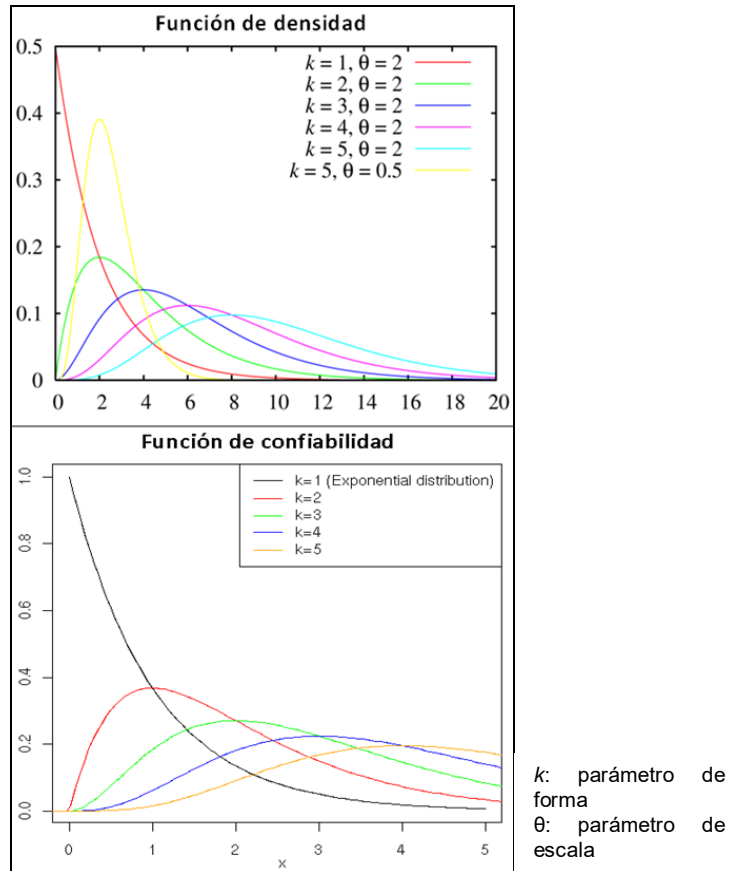 Función de densidad
k = 1, θ = 2
k = 2, θ = 2
k = 3, θ = 2
k = 4, θ = 2
k = 5, θ = 2
k = 5, θ = 0.5
0.5
0.4
0.3
0.2
0.1
0
0 2 4 6 8 10 12 14 16 18 20
Función de confiabilidad
k=1 (Exponential distribution)
k=2
k=3
k=4
k=5
1.0
0.8
0.6
0.4
0.2
0.0
0 1 2 3 4 5
x
k: parámetro de
forma
θ: parámetro de
escala